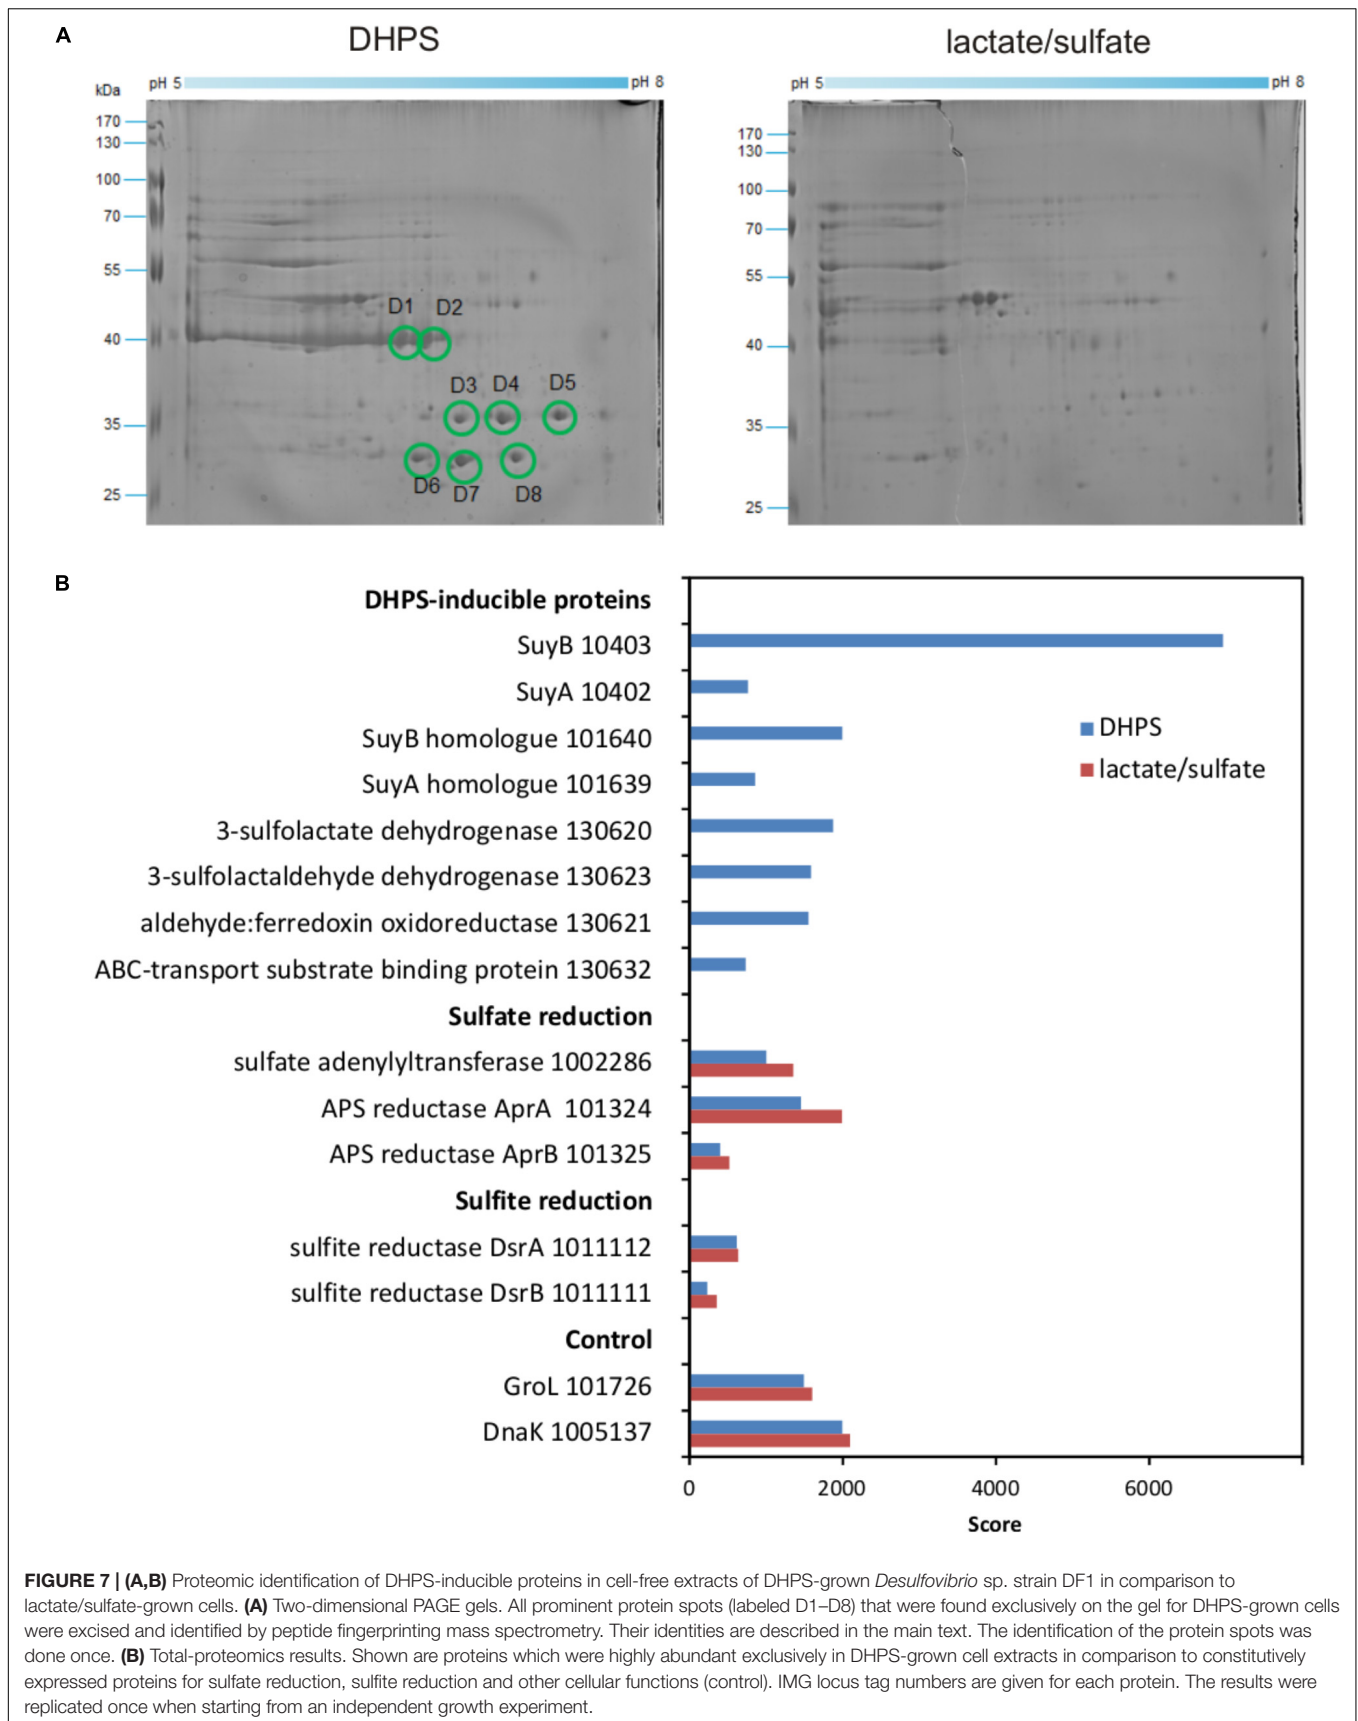 A
DHPS
lactate/sulfate
kDa
pH 5
pH 8
pH 5
pH 8
170
130
100
70
55
40
35
25
D1
D2
D3
D4
D5
D6
D7
D8
170
130
100
70
55
40
35
25
B
DHPS-inducible proteins
SuyB 10403
SuyA 10402
SuyB homologue 101640
SuyA homologue 101639
3-sulfolactate dehydrogenase 130620
3-sulfolactaldehyde dehydrogenase 130623
aldehyde:ferredoxin oxidoreductase 130621
ABC-transport substrate binding protein 130632
Sulfate reduction
sulfate adenylyltransferase 1002286
APS reductase AprA 101324
APS reductase AprB 101325
Sulfite reduction
sulfite reductase DsrA 1011112
sulfite reductase DsrB 1011111
Control
GroL 101726
DnaK 1005137
DHPS
lactate/sulfate
0
2000
4000
6000
Score
FIGURE 7 | (A,B) Proteomic identification of DHPS-inducible proteins in cell-free extracts of DHPS-grown Desulfovibrio sp. strain DF1 in comparison to
lactate/sulfate-grown cells. (A) Two-dimensional PAGE gels. All prominent protein spots (labeled D1–D8) that were found exclusively on the gel for DHPS-grown cells
were excised and identified by peptide fingerprinting mass spectrometry. Their identities are described in the main text. The identification of the protein spots was
done once. (B) Total-proteomics results. Shown are proteins which were highly abundant exclusively in DHPS-grown cell extracts in comparison to constitutively
expressed proteins for sulfate reduction, sulfite reduction and other cellular functions (control). IMG locus tag numbers are given for each protein. The results were
replicated once when starting from an independent growth experiment.